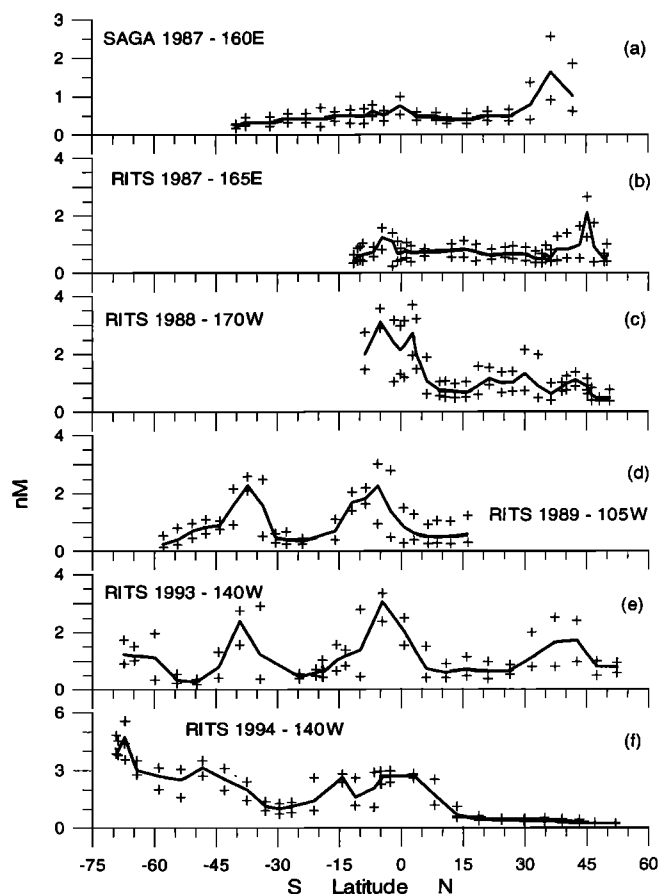 3
SAGA 1987 - 160E
(a)
2
1
0
4
RITS 1987 - 165E
(b)
2
0
4
RITS 1988 - 170W
(c)
2
0
4
(d)
2
RITS 1989 - 105W
0
nM
4
RITS 1993 - 140W
(e)
2
0
6
RITS 1994 - 140W
(f)
3
0
-75 -60 -45 -30 -15 0 15 30 45 60
S Latitude N